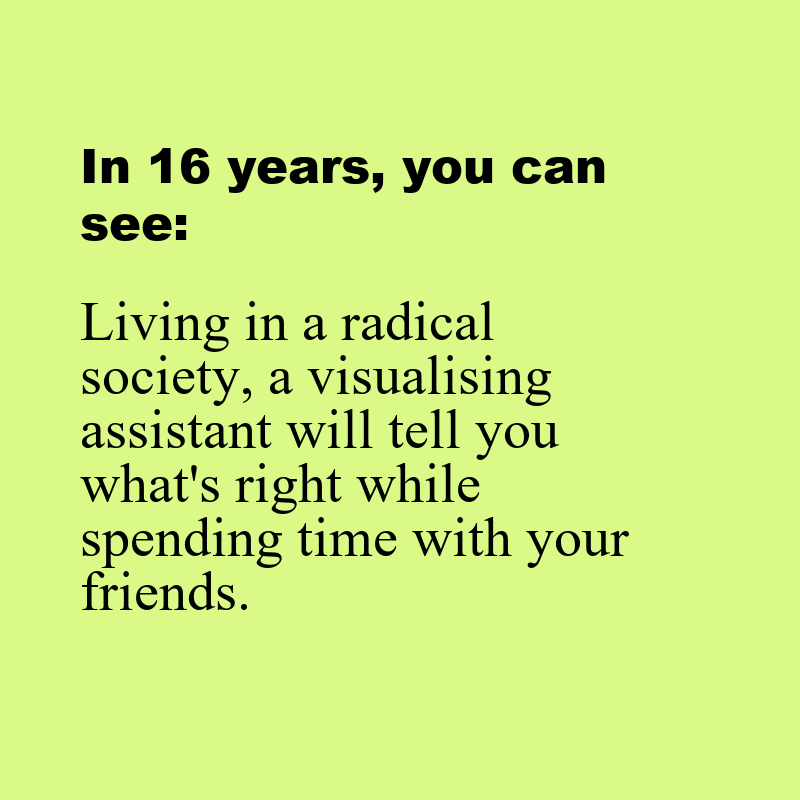 In 16 years, you can
see:
Living in a radical
society, a visualising
assistant will tell you
what's right while
spending time with your
friends.